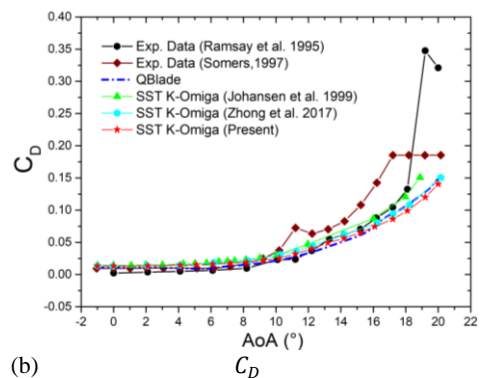 0.40
0.35
0.30
0.25
0.20
0.15
0.10
0.05
0.00
-0.05
C_D
Exp. Data (Ramsay et al. 1995)
Exp. Data (Somers,1997)
QBlade
SST K-Omiga (Johansen et al. 1999)
SST K-Omiga (Zhong et al. 2017)
SST K-Omiga (Present)
-2 0 2 4 6 8 10 12 14 16 18 20 22
AoA (°)
(b) C_D